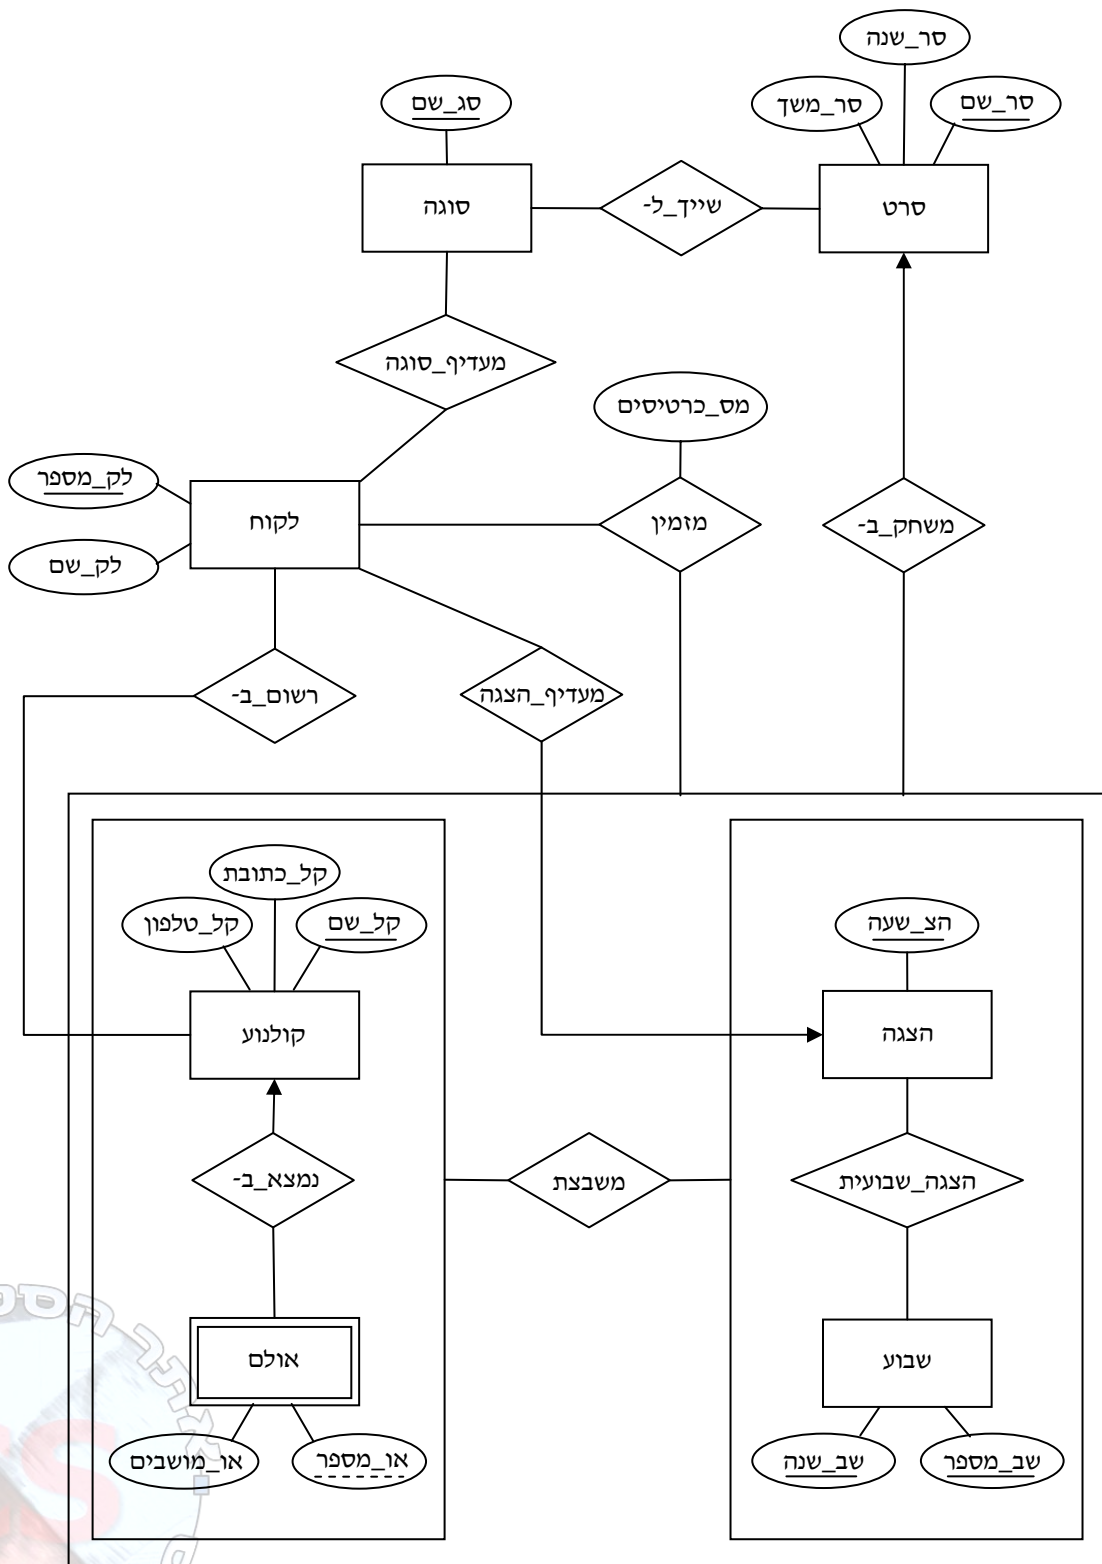 סר_שנה
סג_שם
סר_משך
סר_שם
סוגה
שייך_ל-
סרט
מעדיף_סוגה
מס_כרטיסים
לק_מספר
לקוח
מזמין
משחק_ב-
לק_שם
רשום_ב-
מעדיף_הצגה
קל_כתובת
קל_טלפון
קל_שם
הצ_שעה
קולנוע
הצגה
נמצא_ב-
משבצת
הצגה_שבועית
אולם
שבוע
או_מושבים
או_מספר
שב_שנה
שב_מספר